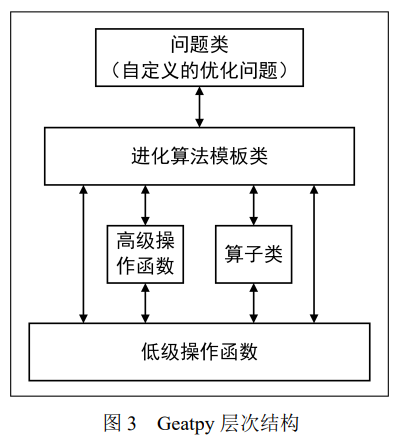 问题类
（自定义的优化问题）
进化算法模板类
高级操
作函数
算子类
低级操作函数
图 3 Geatpy 层次结构